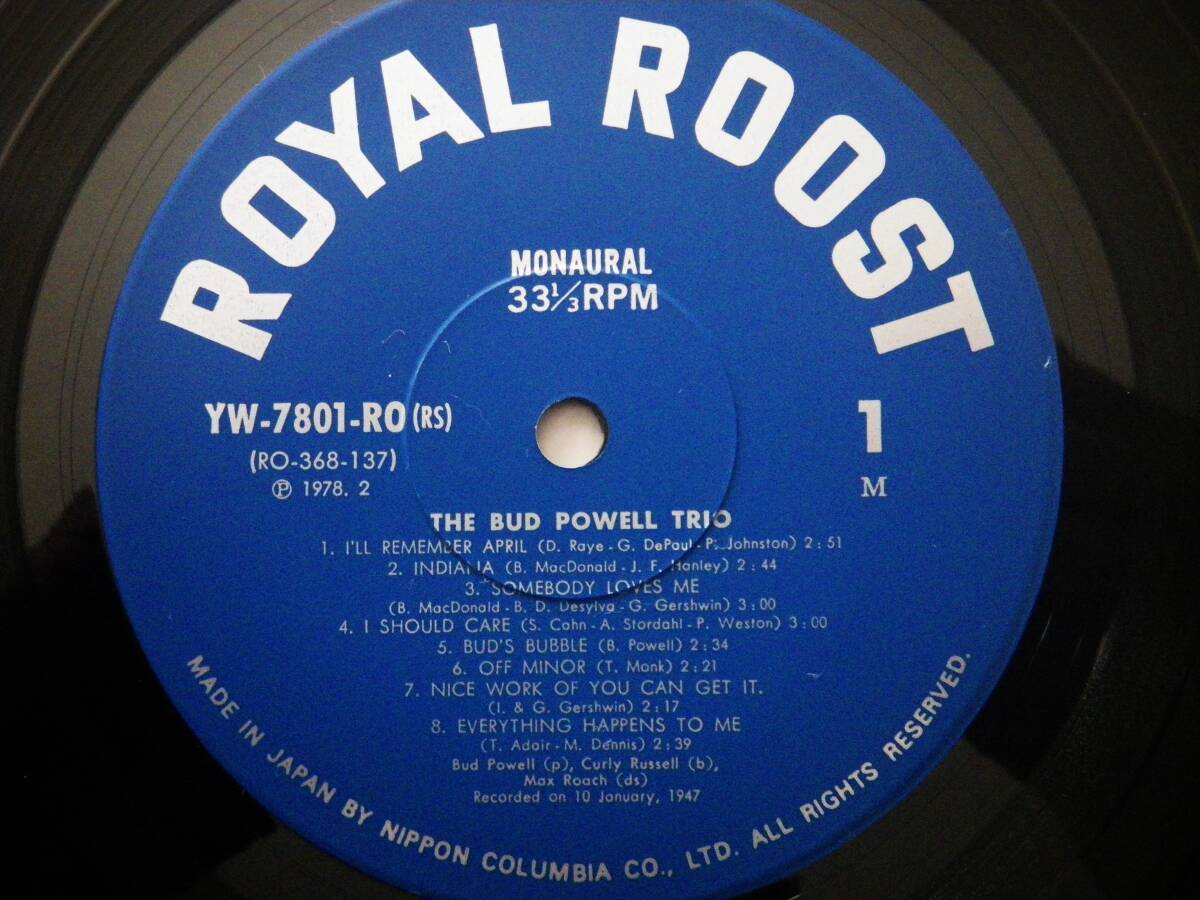 ROYAL ROOST
MONAURAL
33 1/3 RPM
YW-7801-RO (RS)
(RO-368-137)
Ⓟ 1978. 2
1
M
THE BUD POWELL TRIO
1. I'LL REMEMBER APRIL (D. Raye - G. DePaul - P. Johnston) 2:51
2. INDIANA (B. MacDonald - J. F. Hanley) 2:44
3. SOMEBODY LOVES ME
(B. MacDonald - B. D. Desylva - G. Gershwin) 3:00
4. I SHOULD CARE (S. Cahn - A. Stordahl - P. Weston) 3:00
5. BUD'S BUBBLE (B. Powell) 2:34
6. OFF MINOR (T. Monk) 2:21
7. NICE WORK OF YOU CAN GET IT.
(I. & G. Gershwin) 2:17
8. EVERYTHING HAPPENS TO ME
(T. Adair - M. Dennis) 2:39
Bud Powell (p), Curly Russell (b),
Max Roach (ds)
Recorded on 10 January, 1947
MADE IN JAPAN BY NIPPON COLUMBIA CO., LTD. ALL RIGHTS RESERVED.